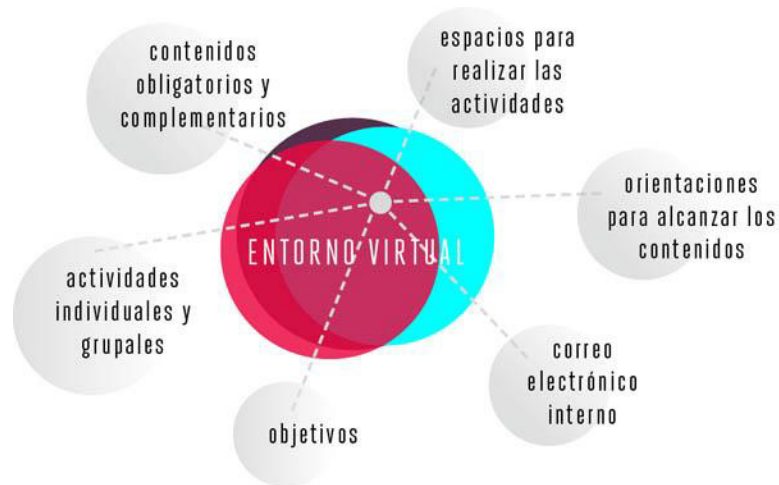 contenidos
obligatorios y
complementarios
espacios para
realizar las
actividades
orientaciones
para alcanzar los
contenidos
ENTORNO VIRTUAL
actividades
individuales y
grupales
correo
electrónico
interno
objetivos